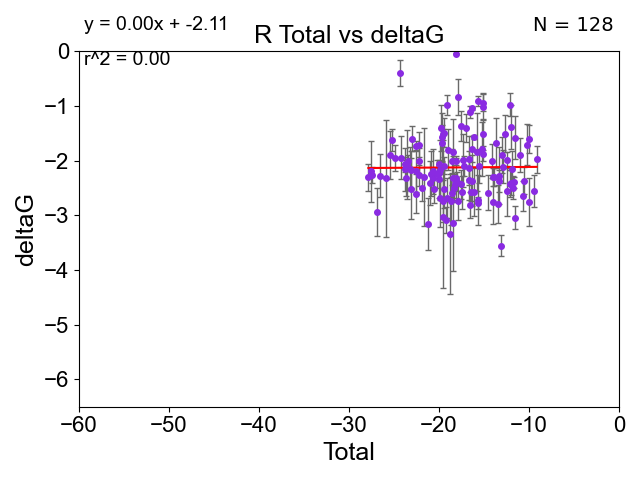 y = 0.00x + -2.11
R Total vs deltaG
N = 128
r^2 = 0.00
0
−1
−2
−3
−4
−5
−6
deltaG
−60
−50
−40
−30
−20
−10
0
Total